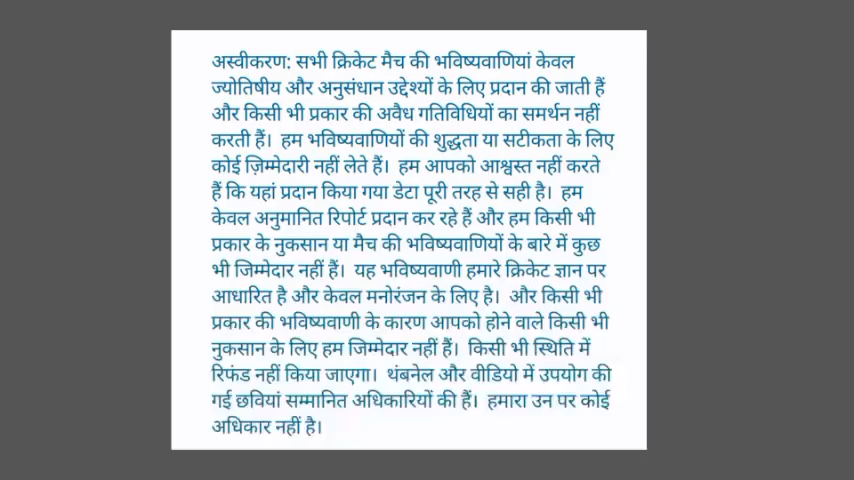 अस्वीकरण: सभी क्रिकेट मैच की भविष्यवाणियां केवल
ज्योतिषीय और अनुसंधान उद्देश्यों के लिए प्रदान की जाती हैं
और किसी भी प्रकार की अवैध गतिविधियों का समर्थन नहीं
करती हैं। हम भविष्यवाणियों की शुद्धता या सटीकता के लिए
कोई ज़िम्मेदारी नहीं लेते हैं। हम आपको आश्वस्त नहीं करते
हैं कि यहां प्रदान किया गया डेटा पूरी तरह से सही है। हम
केवल अनुमानित रिपोर्ट प्रदान कर रहे हैं और हम किसी भी
प्रकार के नुकसान या मैच की भविष्यवाणियों के बारे में कुछ
भी जिम्मेदार नहीं हैं। यह भविष्यवाणी हमारे क्रिकेट ज्ञान पर
आधारित है और केवल मनोरंजन के लिए है। और किसी भी
प्रकार की भविष्यवाणी के कारण आपको होने वाले किसी भी
नुकसान के लिए हम जिम्मेदार नहीं हैं। किसी भी स्थिति में
रिफंड नहीं किया जाएगा। थंबनेल और वीडियो में उपयोग की
गई छवियां सम्मानित अधिकारियों की हैं। हमारा उन पर कोई
अधिकार नहीं है।